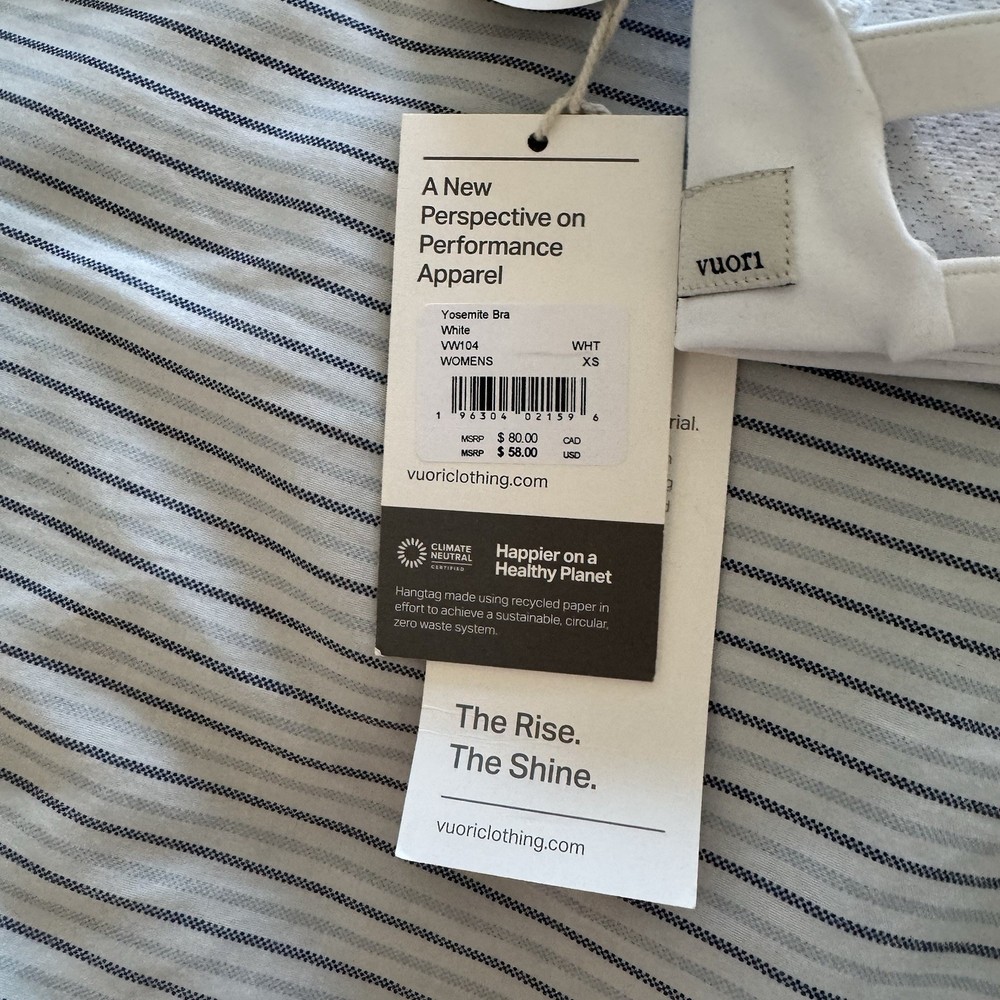 A New
Perspective on
Performance
Apparel
Yosemite Bra
White
VW104 WHT
WOMENS XS
1 96304 02159 6
MSRP $ 80.00 CAD
MSRP $ 58.00 USD
vuoriclothing.com
CLIMATE
NEUTRAL
CERTIFIED
Happier on a
Healthy Planet
Hangtag made using recycled paper in
effort to achieve a sustainable, circular,
zero waste system.
The Rise.
The Shine.
vuoriclothing.com
vuori